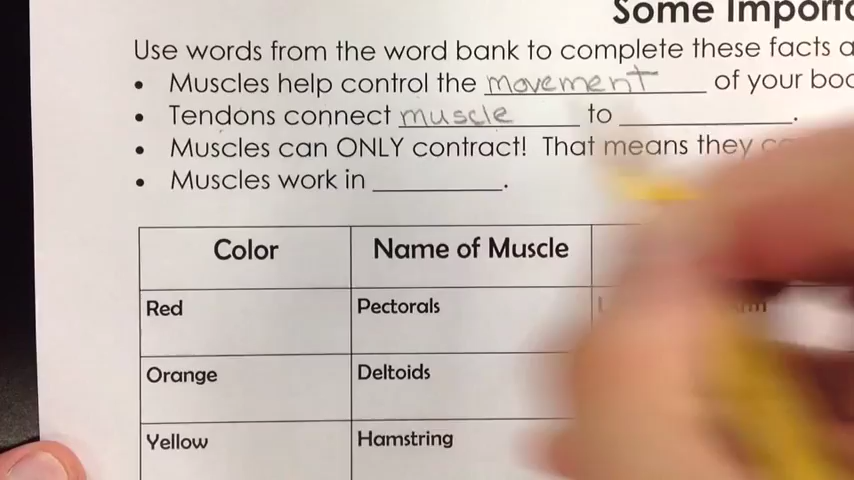 Some Importa
Use words from the word bank to complete these facts a
• Muscles help control the movement of your bod
• Tendons connect muscle to __________.
• Muscles can ONLY contract! That means they
• Muscles work in __________.
Color Name of Muscle
Red Pectorals
Orange Deltoids
Yellow Hamstring